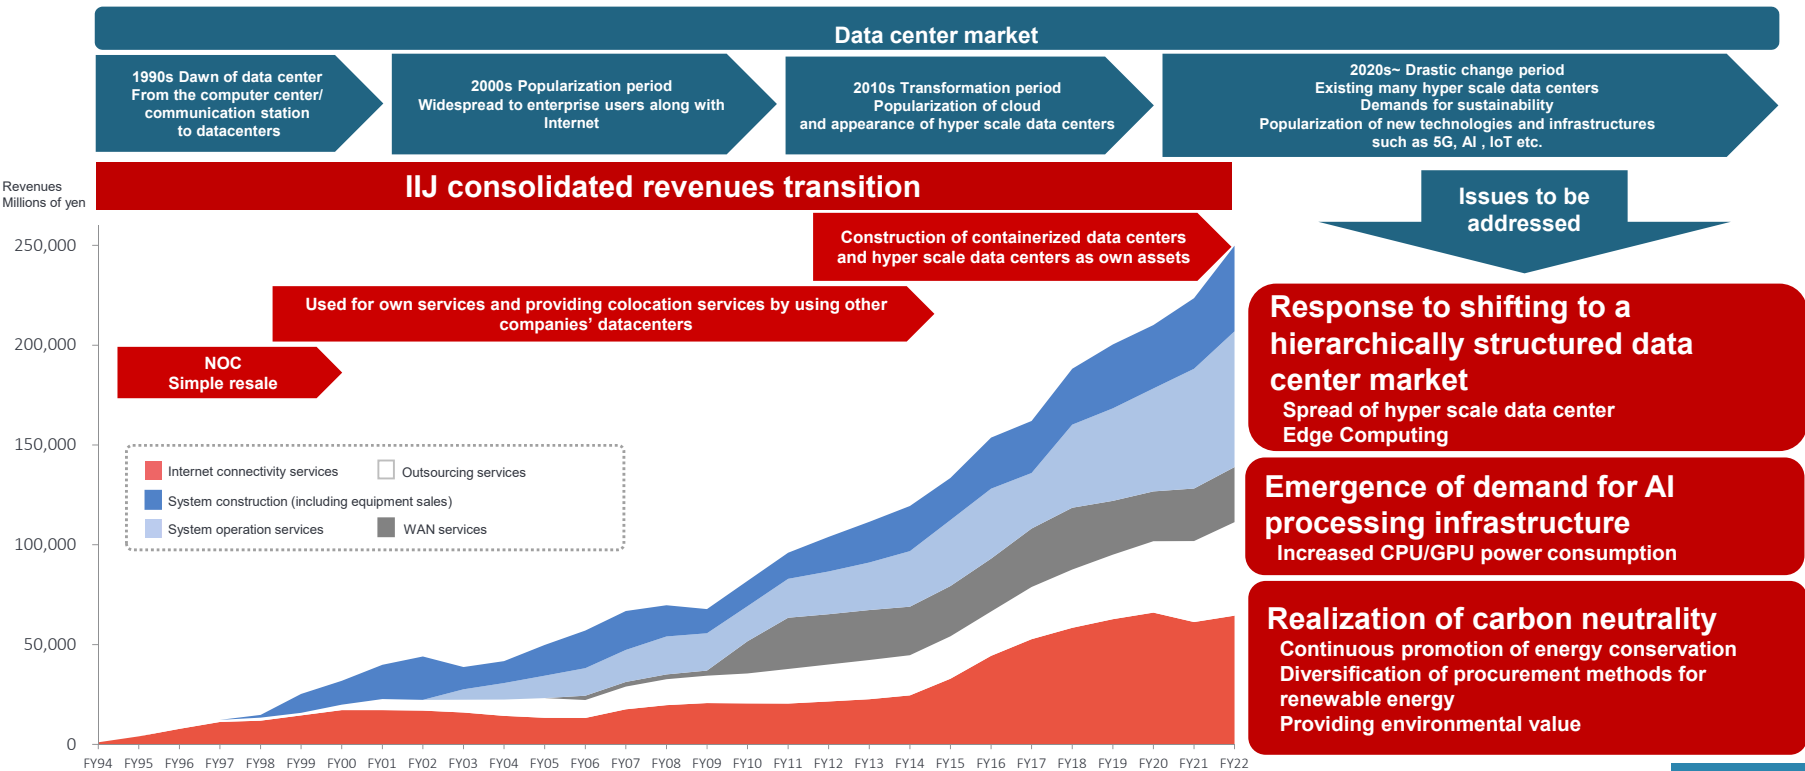 Data center market
1990s Dawn of data center
From the computer center/
communication station
to datacenters
2000s Popularization period
Widespread to enterprise users along with
Internet
2010s Transformation period
Popularization of cloud
and appearance of hyper scale data centers
2020s~ Drastic change period
Existing many hyper scale data centers
Demands for sustainability
Popularization of new technologies and infrastructures
such as 5G, AI , IoT etc.
Revenues
Millions of yen
IIJ consolidated revenues transition
Issues to be
addressed
Construction of containerized data centers
and hyper scale data centers as own assets
Used for own services and providing colocation services by using other
companies’ datacenters
NOC
Simple resale
250,000
200,000
150,000
100,000
50,000
0
Internet connectivity services
Outsourcing services
System construction (including equipment sales)
System operation services
WAN services
FY94 FY95 FY96 FY97 FY98 FY99 FY00 FY01 FY02 FY03 FY04 FY05 FY06 FY07 FY08 FY09 FY10 FY11 FY12 FY13 FY14 FY15 FY16 FY17 FY18 FY19 FY20 FY21 FY22
Response to shifting to a
hierarchically structured data
center market
Spread of hyper scale data center
Edge Computing
Emergence of demand for AI
processing infrastructure
Increased CPU/GPU power consumption
Realization of carbon neutrality
Continuous promotion of energy conservation
Diversification of procurement methods for
renewable energy
Providing environmental value